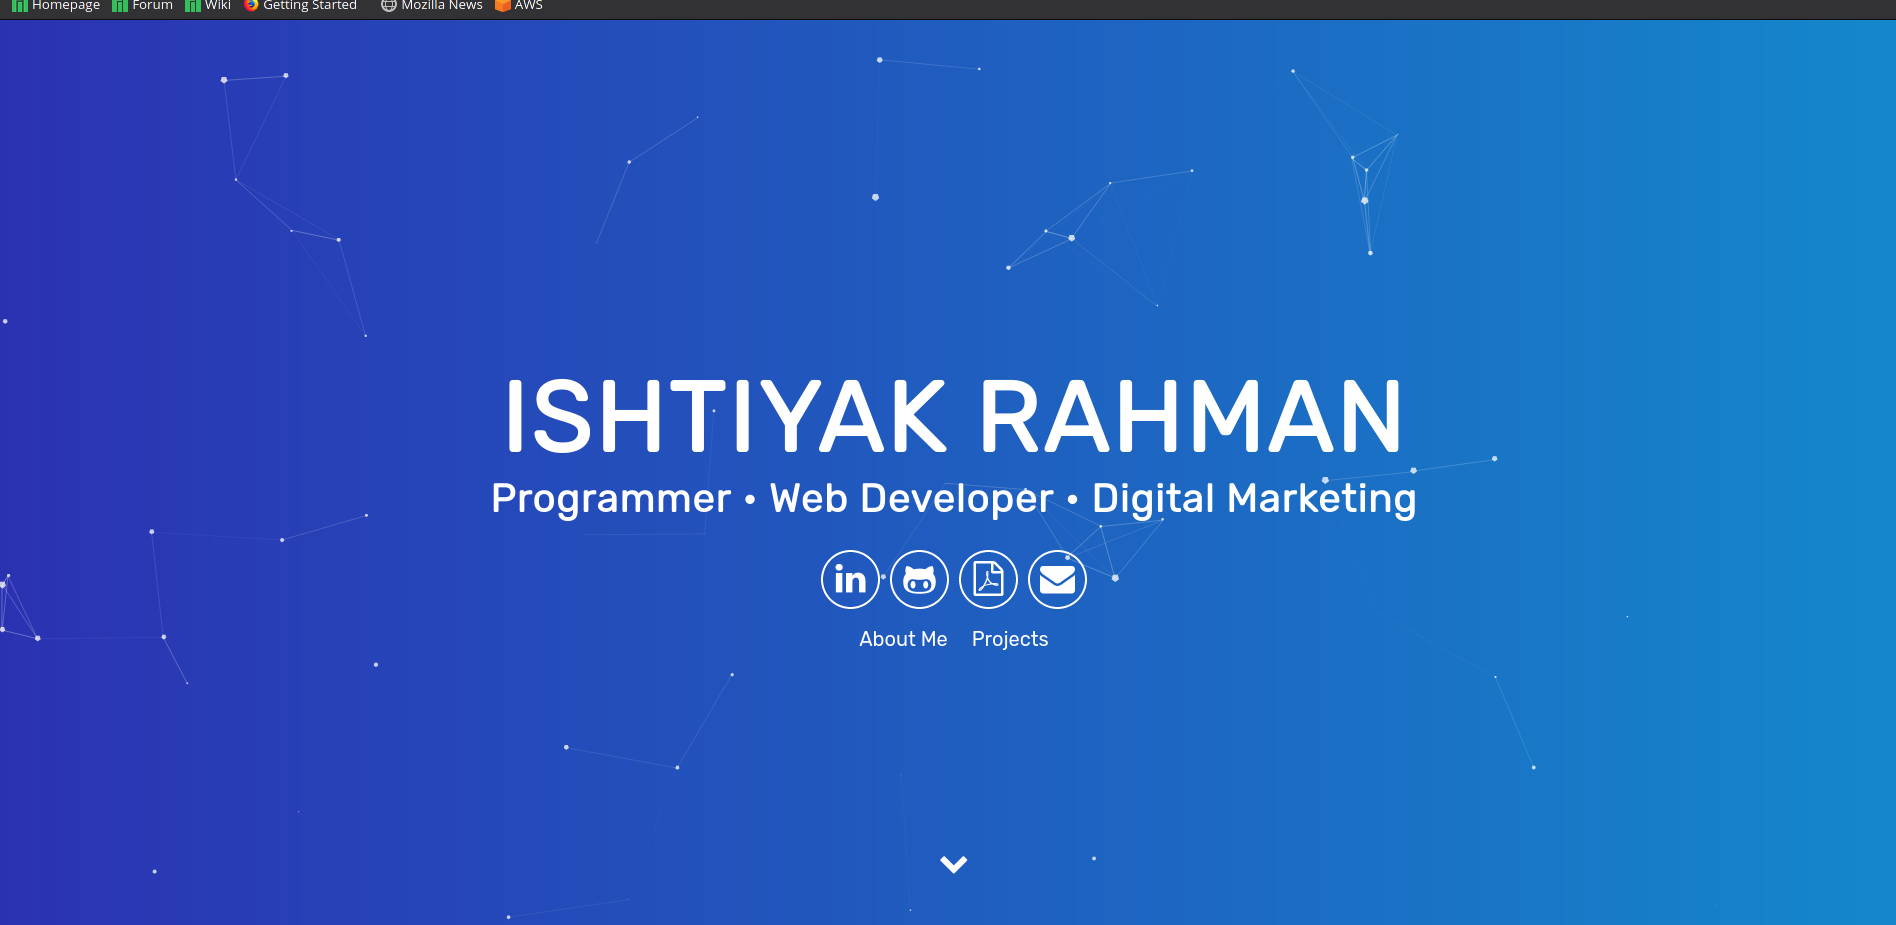 Homepage Forum Wiki Getting Started Mozilla News AWS
ISHTIYAK RAHMAN
Programmer • Web Developer • Digital Marketing
in
About Me Projects